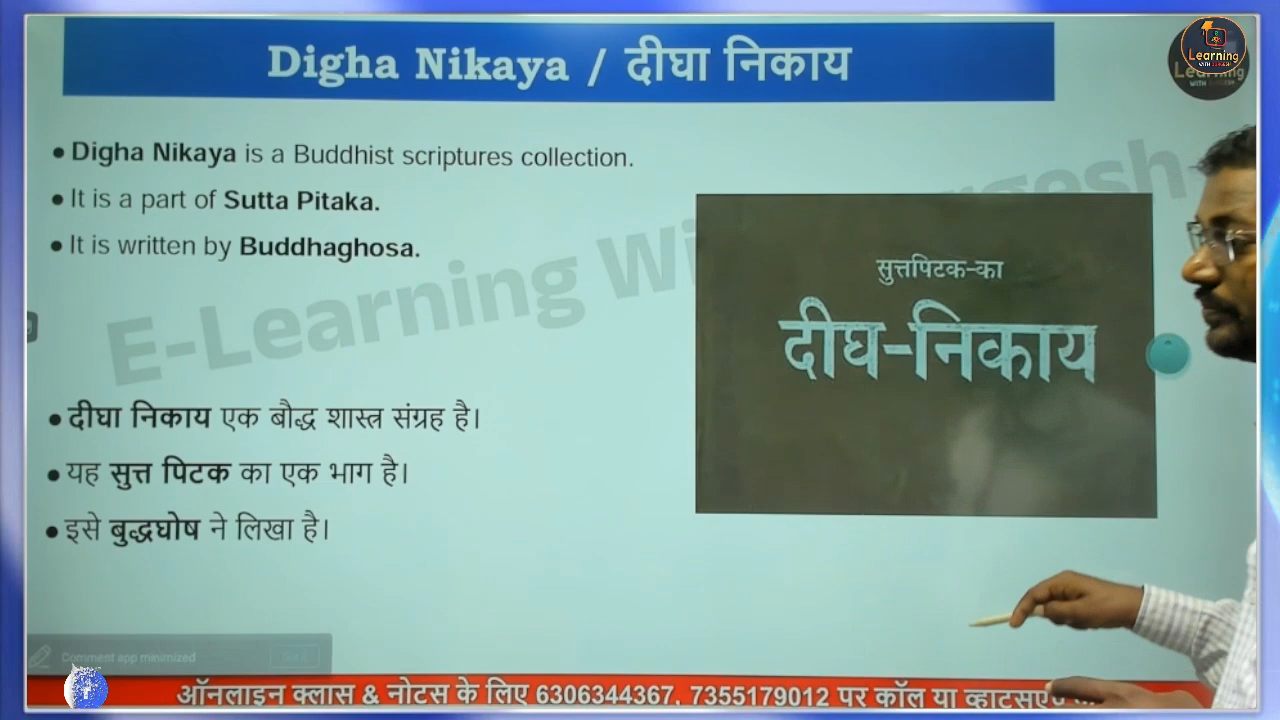 Digha Nikaya / दीघा निकाय
Learning
• Digha Nikaya is a Buddhist scriptures collection.
• It is a part of Sutta Pitaka.
• It is written by Buddhaghosa.
E-Learning
सुत्तपिटक-का
दीघ-निकाय
• दीघा निकाय एक बौद्ध शास्त्र संग्रह है।
• यह सुत्त पिटक का एक भाग है।
• इसे बुद्धघोष ने लिखा है।
Comment app minimized
ऑनलाइन क्लास & नोटस के लिए 6306344367, 7355179012 पर कॉल या